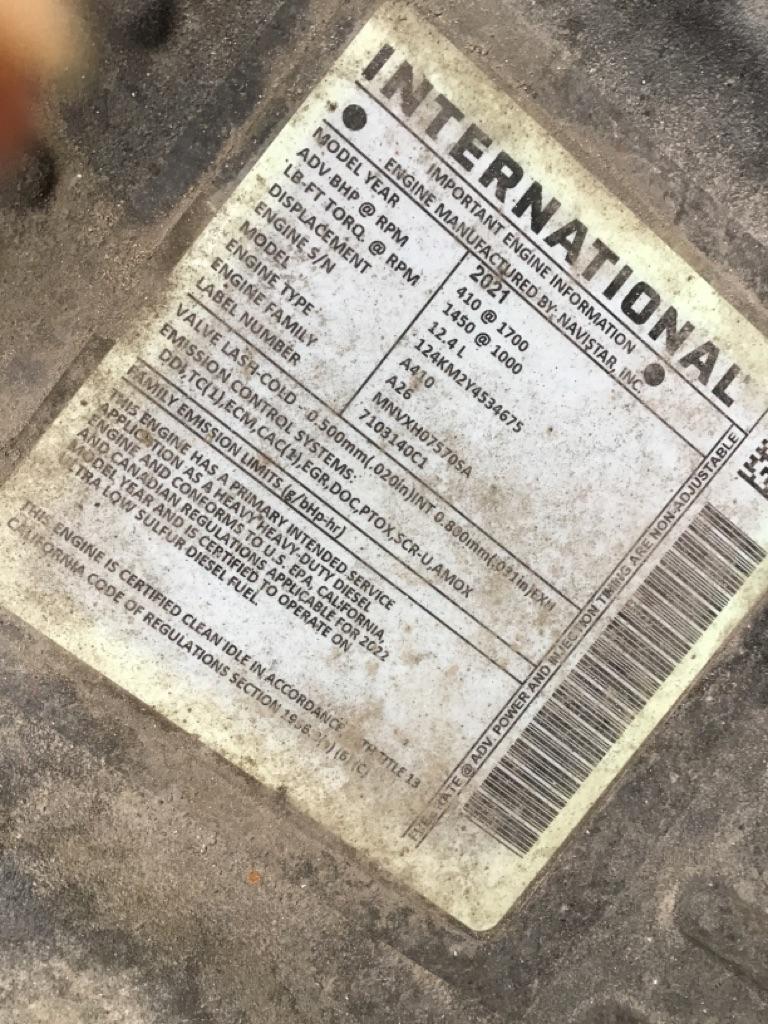 INTERNATIONAL
IMPORTANT ENGINE INFORMATION
ENGINE MANUFACTURED BY: NAVISTAR, INC.
MODEL YEAR 2021
ADV BHP @ RPM 410 @ 1700
LB-FT TORQ. @ RPM 1450 @ 1000
DISPLACEMENT 12.4 L
ENGINE S/N 124KM2Y4534675
MODEL A410
ENGINE TYPE A26
ENGINE FAMILY MNVXH07570SA
LABEL NUMBER 7103140C1
VALVE LASH-COLD - 0.500mm(.020in)INT 0.800mm(.031in)EXH
EMISSION CONTROL SYSTEMS:
DDI,TC(1),ECM,CAC(1),EGR,DOC,PTOX,SCR-U,AMOX
FAMILY EMISSION LIMITS (g/bHp-hr)
THIS ENGINE HAS A PRIMARY INTENDED SERVICE
APPLICATION AS A HEAVY HEAVY-DUTY DIESEL
ENGINE AND CONFORMS TO U.S. EPA, CALIFORNIA,
AND CANADIAN REGULATIONS APPLICABLE FOR 2022
MODEL YEAR AND IS CERTIFIED TO OPERATE ON
ULTRA LOW SULFUR DIESEL FUEL.
THE ENGINE IS CERTIFIED CLEAN IDLE IN ACCORDANCE TITLE 13
CALIFORNIA CODE OF REGULATIONS SECTION (6) (C)
RATE @ ADV. POWER AND INJECTION TIMING ARE NON-ADJUSTABLE